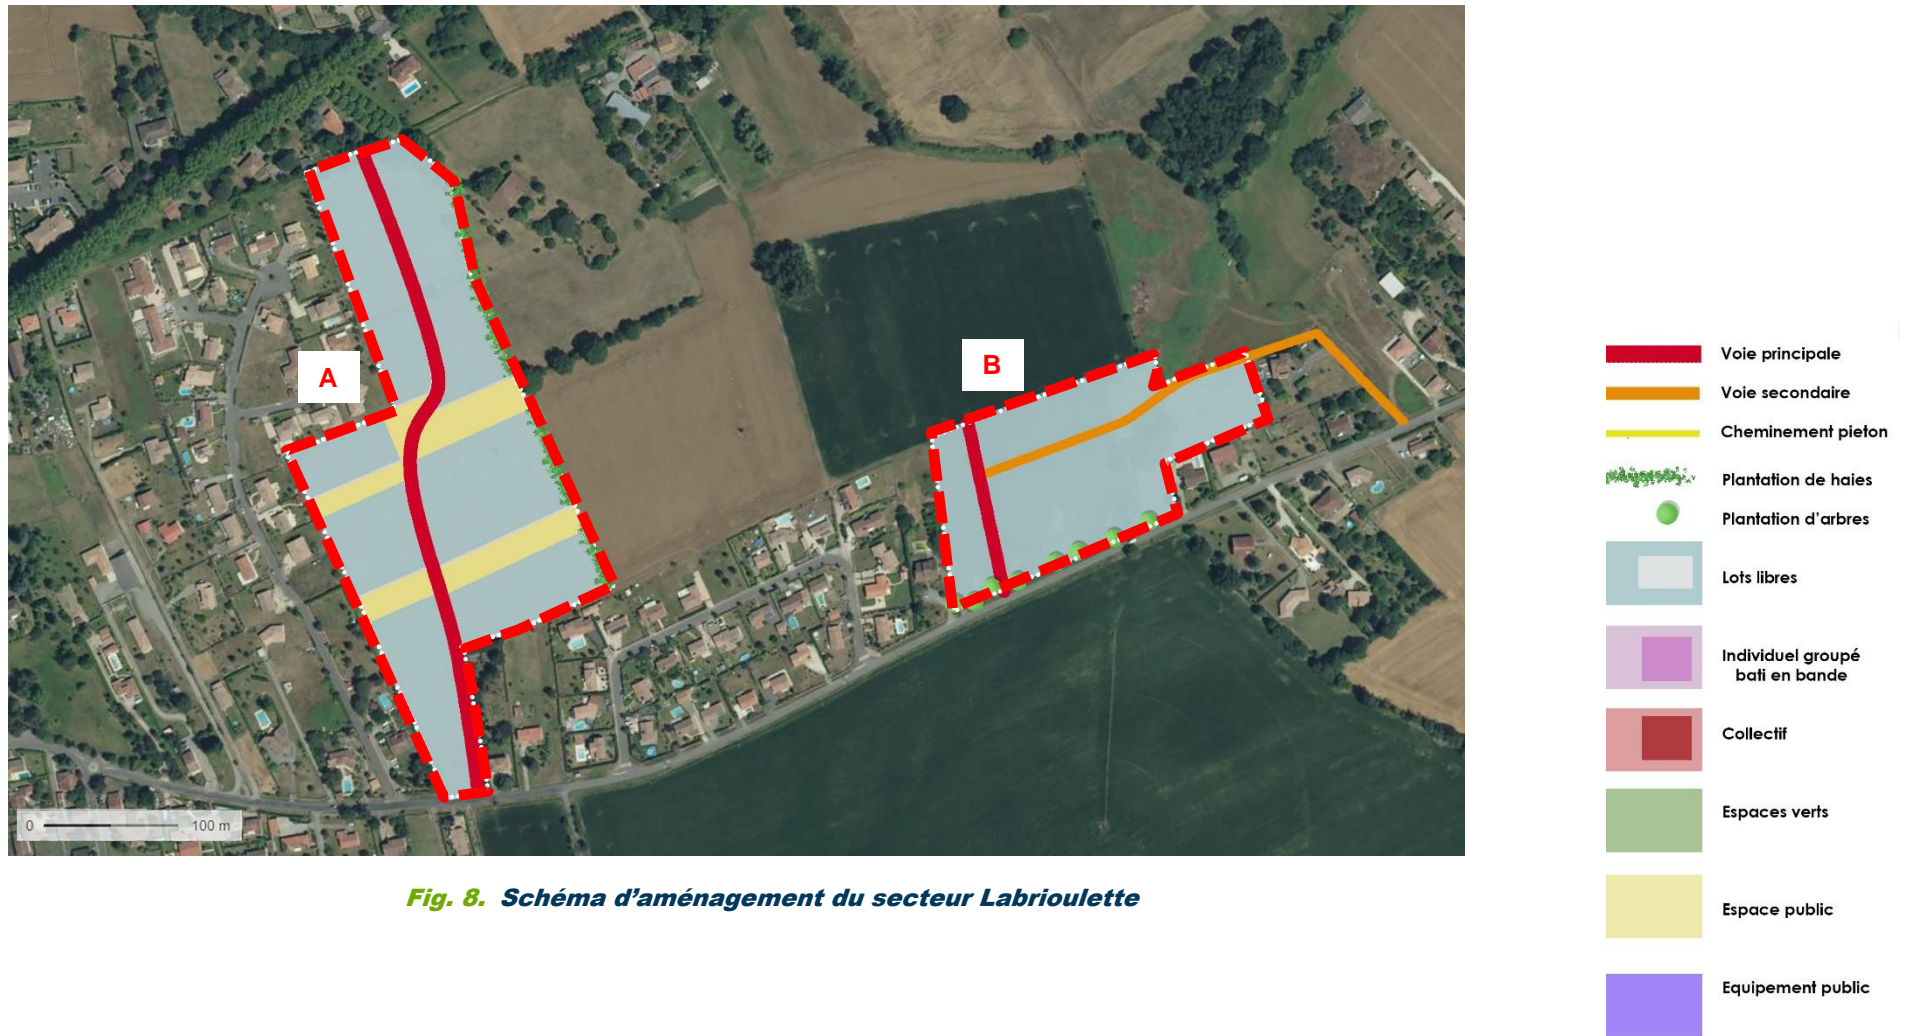 A
B
0 100 m
Fig. 8. Schéma d'aménagement du secteur Labrioulette
Voie principale
Voie secondaire
Cheminement pieton
Plantation de haies
Plantation d'arbres
Lots libres
Individuel groupé
bati en bande
Collectif
Espaces verts
Espace public
Equipement public